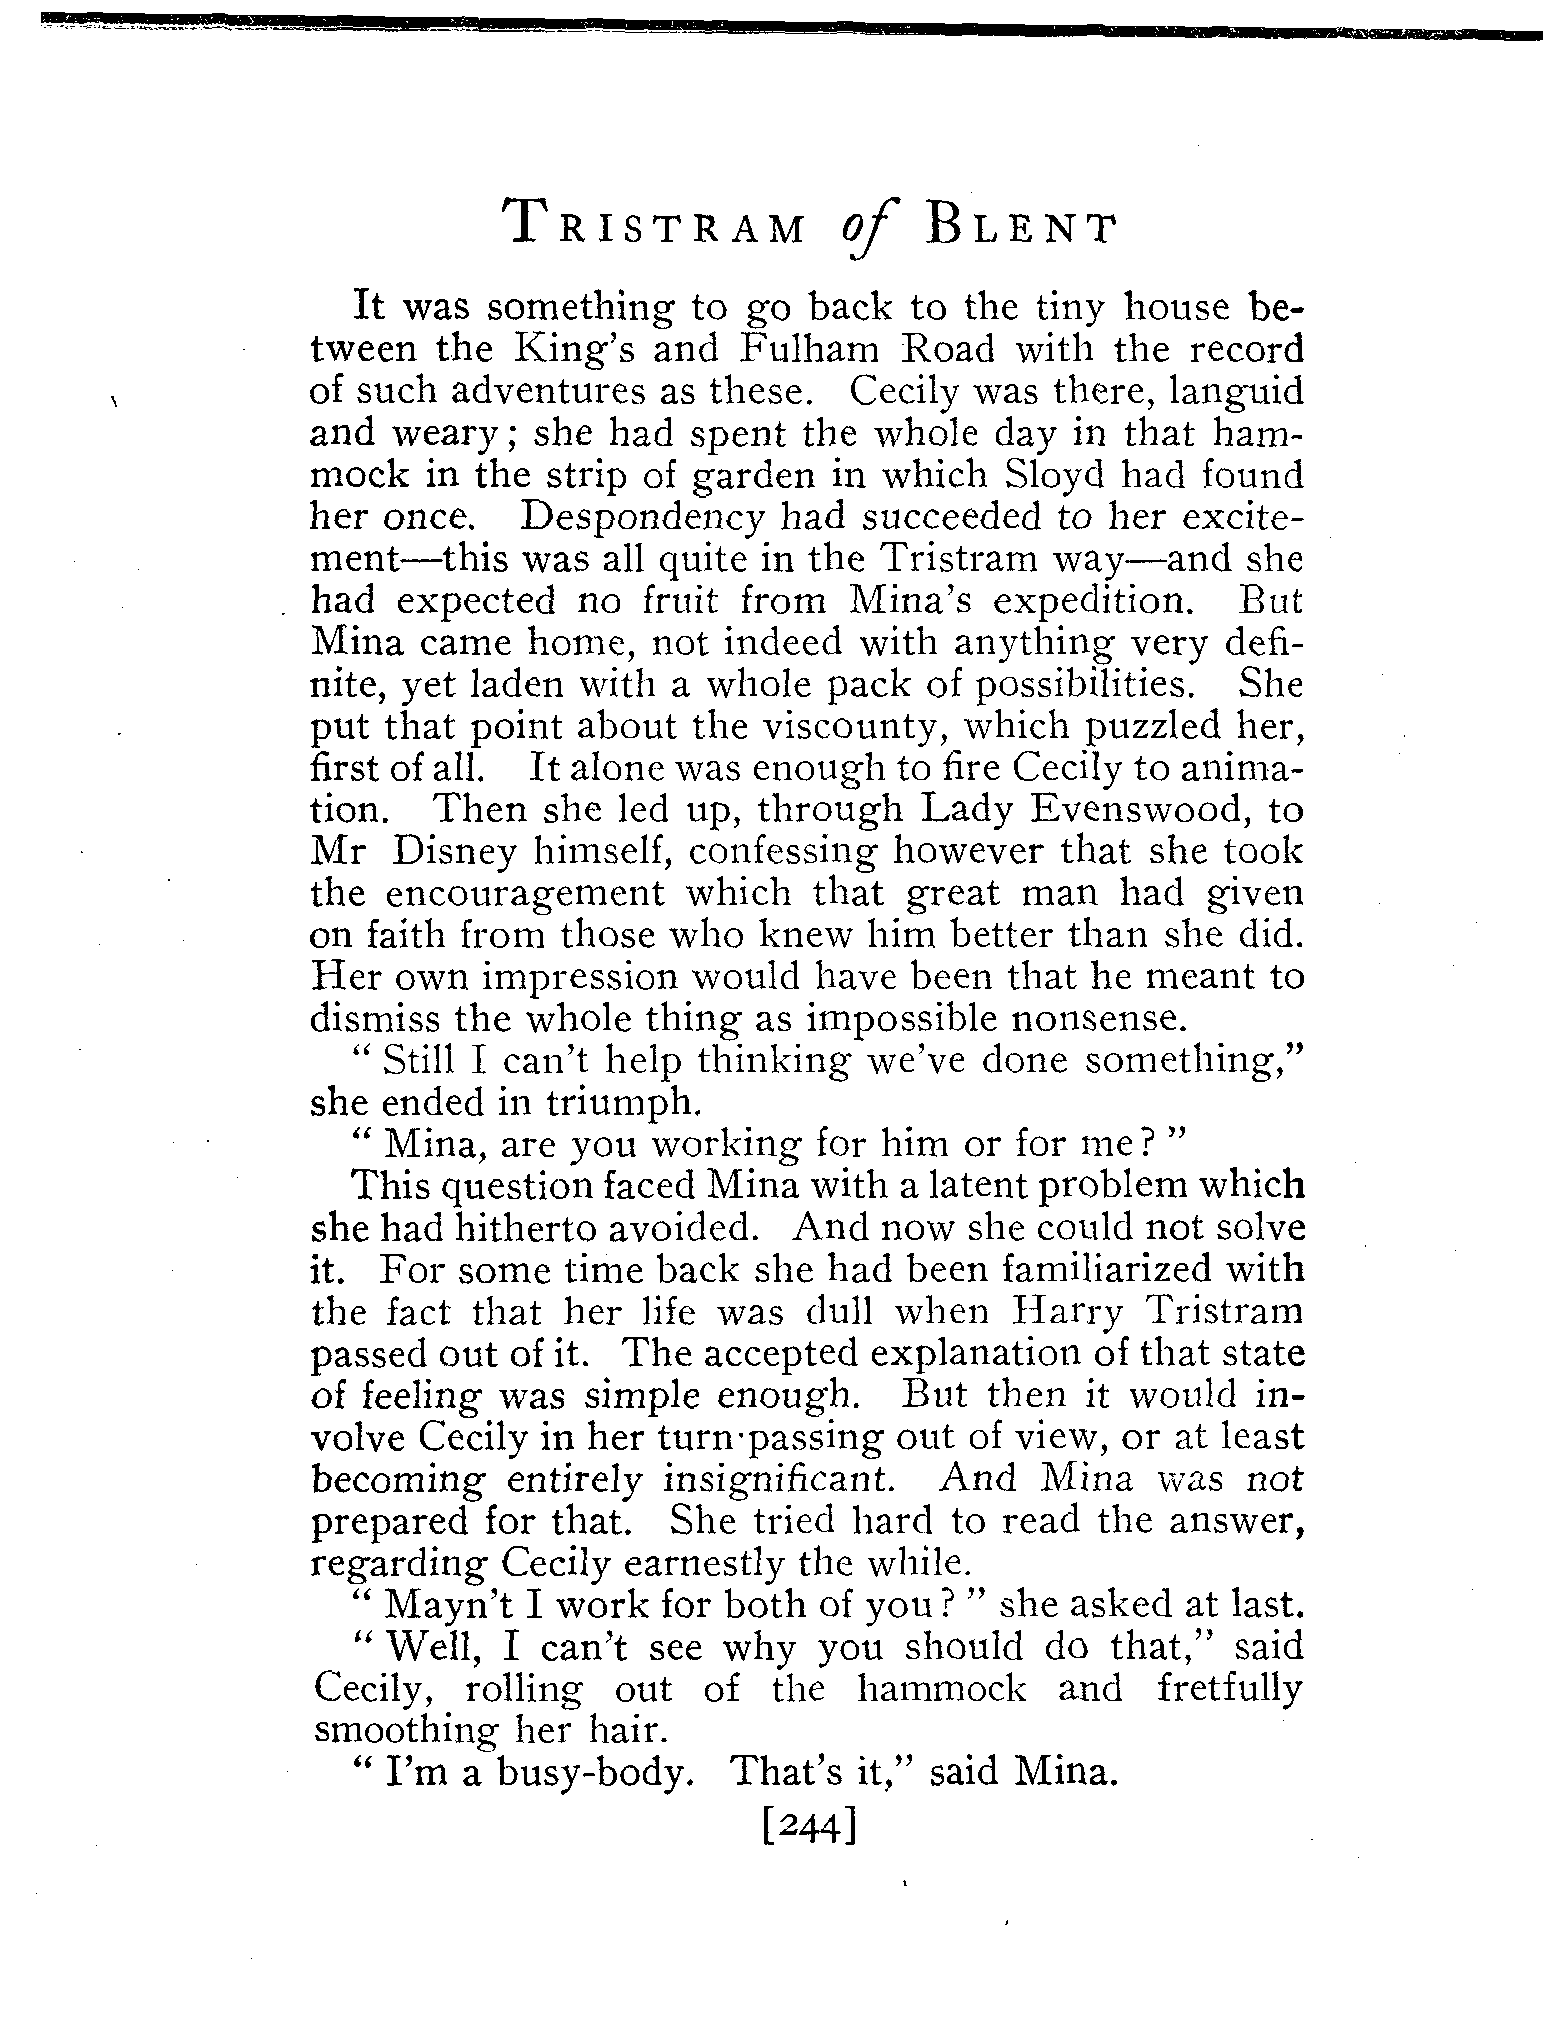 TRISTRAM of BLENT
It was something to go back to the tiny house be-
tween the King's and Fulham Road with the record
of such adventures as these. Cecily was there, languid
and weary; she had spent the whole day in that ham-
mock in the strip of garden in which Sloyd had found
her once. Despondency had succeeded to her excite-
ment—this was all quite in the Tristram way—and she
had expected no fruit from Mina's expedition. But
Mina came home, not indeed with anything very defi-
nite, yet laden with a whole pack of possibilities. She
put that point about the viscounty, which puzzled her,
first of all. It alone was enough to fire Cecily to anima-
tion. Then she led up, through Lady Evenswood, to
Mr Disney himself, confessing however that she took
the encouragement which that great man had given
on faith from those who knew him better than she did.
Her own impression would have been that he meant to
dismiss the whole thing as impossible nonsense.
"Still I can't help thinking we've done something,"
she ended in triumph.
"Mina, are you working for him or for me?"
This question faced Mina with a latent problem which
she had hitherto avoided. And now she could not solve
it. For some time back she had been familiarized with
the fact that her life was dull when Harry Tristram
passed out of it. The accepted explanation of that state
of feeling was simple enough. But then it would in-
volve Cecily in her turn·passing out of view, or at least
becoming entirely insignificant. And Mina was not
prepared for that. She tried hard to read the answer,
regarding Cecily earnestly the while.
"Mayn't I work for both of you?" she asked at last.
"Well, I can't see why you should do that," said
Cecily, rolling out of the hammock and fretfully
smoothing her hair.
"I'm a busy-body. That's it," said Mina.
[244]